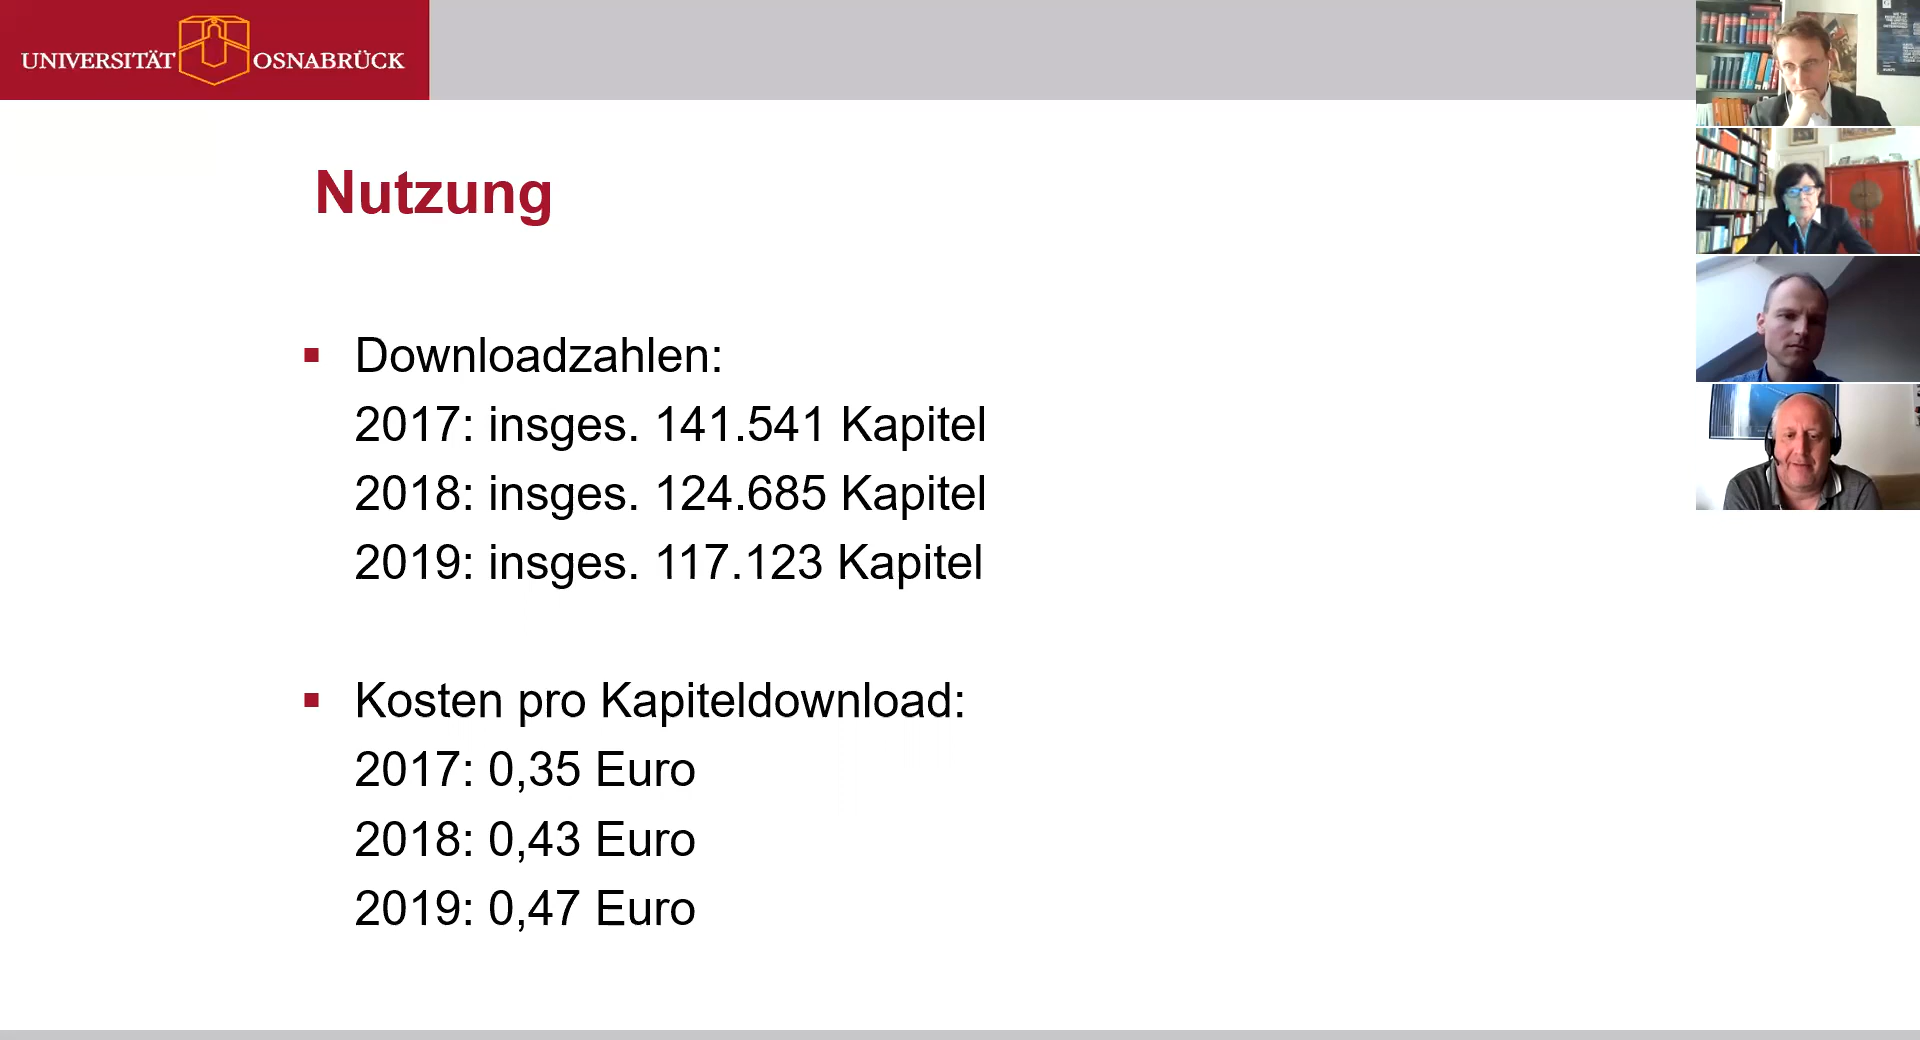 UNIVERSITÄT OSNABRÜCK
Nutzung
▪ Downloadzahlen:
2017: insges. 141.541 Kapitel
2018: insges. 124.685 Kapitel
2019: insges. 117.123 Kapitel
▪ Kosten pro Kapiteldownload:
2017: 0,35 Euro
2018: 0,43 Euro
2019: 0,47 Euro